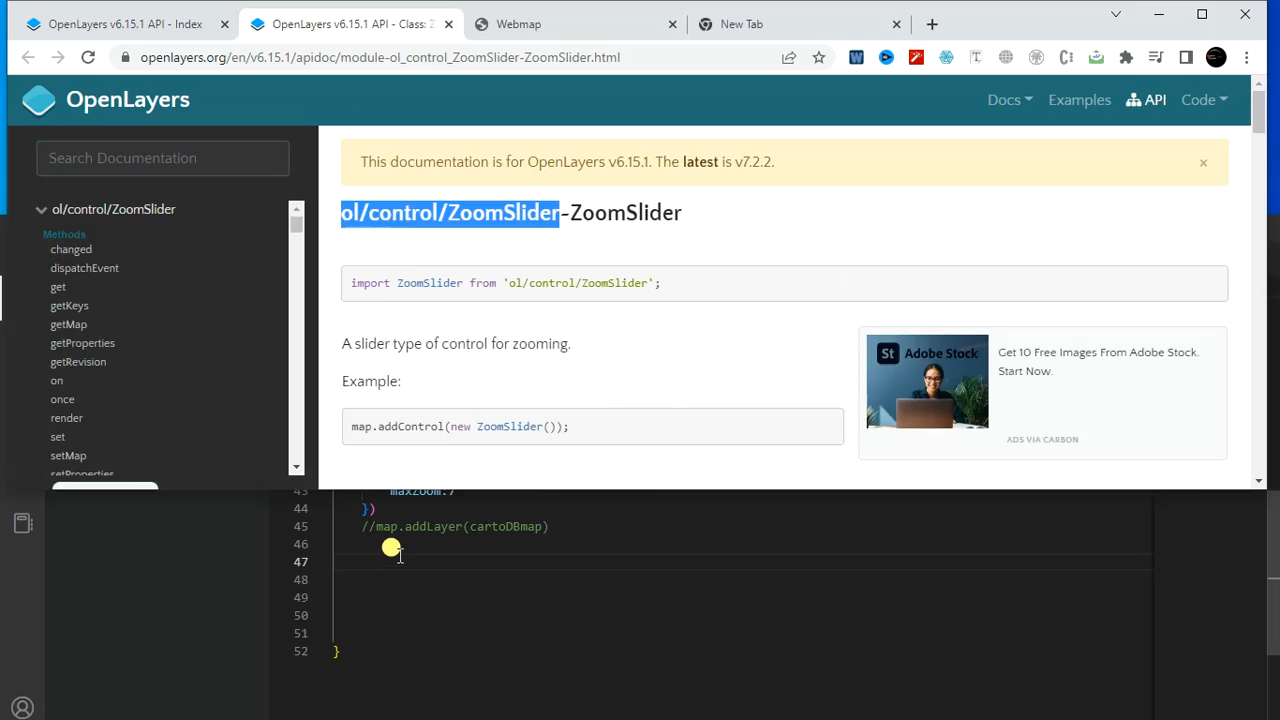 OpenLayers v6.15.1 API - Index
OpenLayers v6.15.1 API - Class: Z
Webmap
New Tab
openlayers.org/en/v6.15.1/apidoc/module-ol_control_ZoomSlider-ZoomSlider.html
OpenLayers
Docs
Examples
API
Code
Search Documentation
This documentation is for OpenLayers v6.15.1. The latest is v7.2.2.
×
ol/control/ZoomSlider
Methods
changed
dispatchEvent
get
getKeys
getMap
getProperties
getRevision
on
once
render
set
setMap
setProperties
ol/control/ZoomSlider-ZoomSlider
import ZoomSlider from 'ol/control/ZoomSlider';
A slider type of control for zooming.
Example:
map.addControl(new ZoomSlider());
St Adobe Stock
Get 10 Free Images From Adobe Stock.
Start Now.
ADS VIA CARBON
43 maxZoom:7
44 })
45 //map.addLayer(cartoDBmap)
46
47
48
49
50
51
52 }